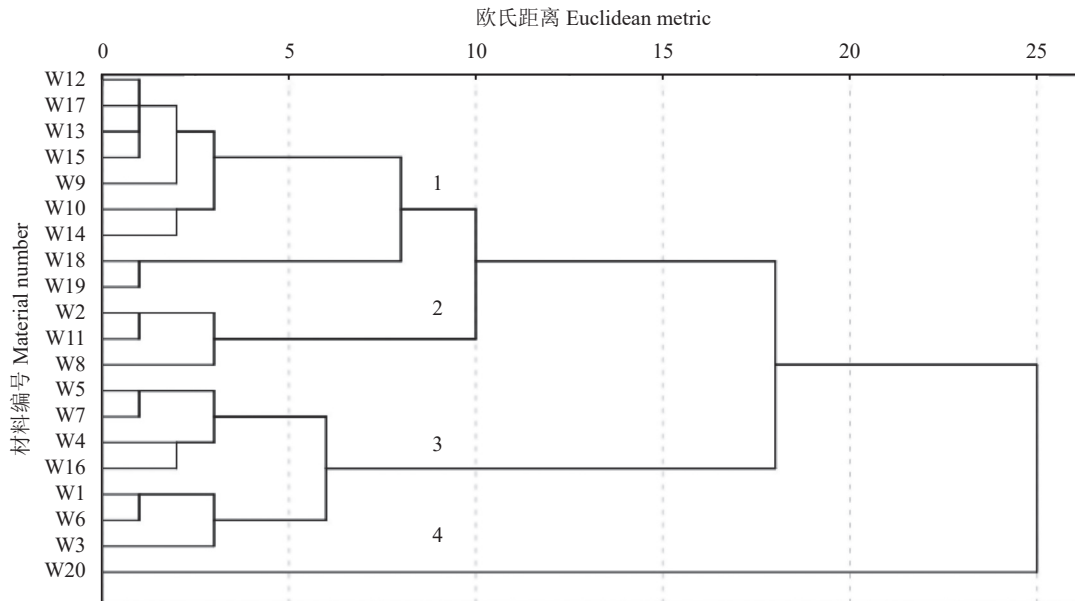 欧氏距离 Euclidean metric
0 5 10 15 20 25
材料编号 Material number
W12
W17
W13
W15
W9
W10
W14
W18
W19
W2
W11
W8
W5
W7
W4
W16
W1
W6
W3
W20
1
2
3
4